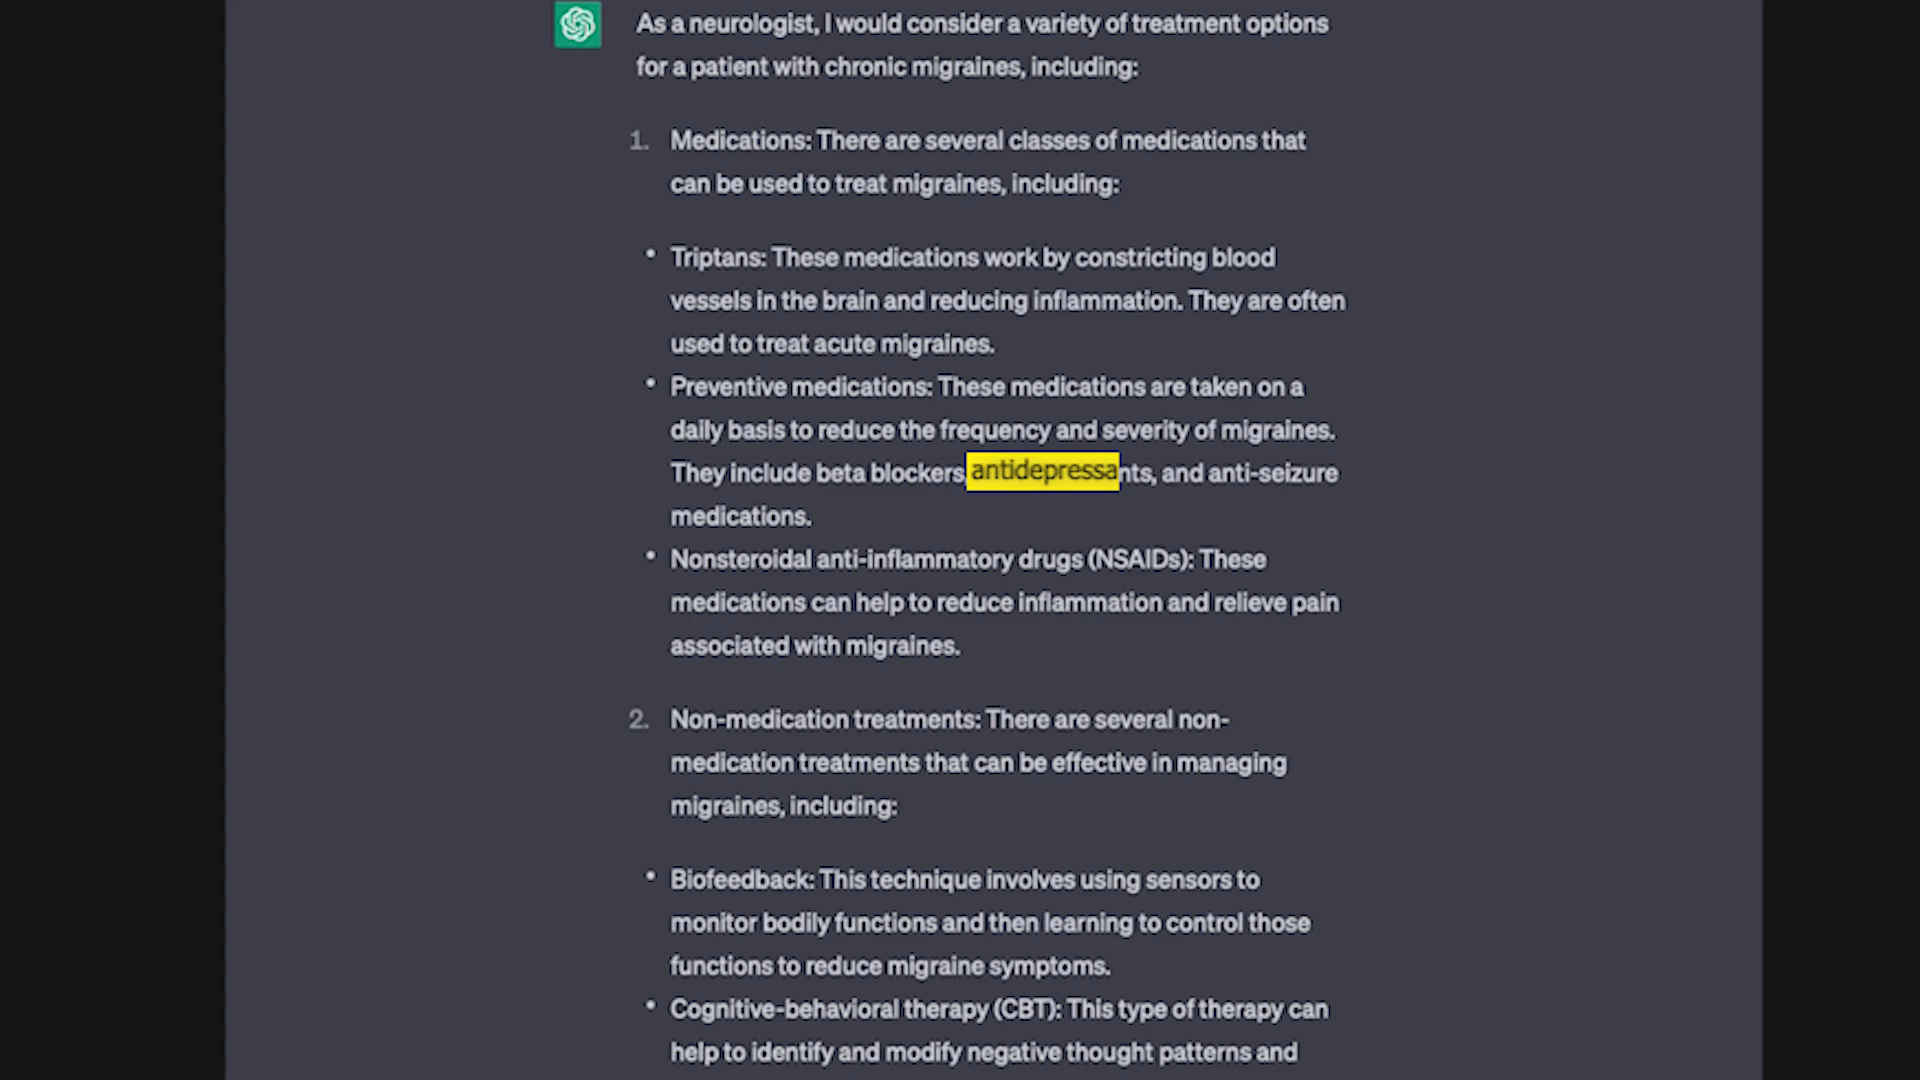 As a neurologist, I would consider a variety of treatment options
for a patient with chronic migraines, including:
1. Medications: There are several classes of medications that
can be used to treat migraines, including:
• Triptans: These medications work by constricting blood
vessels in the brain and reducing inflammation. They are often
used to treat acute migraines.
• Preventive medications: These medications are taken on a
daily basis to reduce the frequency and severity of migraines.
They include beta blockers, antidepressants, and anti-seizure
medications.
• Nonsteroidal anti-inflammatory drugs (NSAIDs): These
medications can help to reduce inflammation and relieve pain
associated with migraines.
2. Non-medication treatments: There are several non-
medication treatments that can be effective in managing
migraines, including:
• Biofeedback: This technique involves using sensors to
monitor bodily functions and then learning to control those
functions to reduce migraine symptoms.
• Cognitive-behavioral therapy (CBT): This type of therapy can
help to identify and modify negative thought patterns and